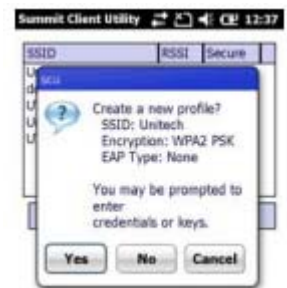 Summit Client Utility 12:37
SSID RSSI Secure
scu
Create a new profile?
SSID: Unitech
Encryption: WPA2 PSK
EAP Type: None
You may be prompted to
enter
credentials or keys.
Yes No Cancel